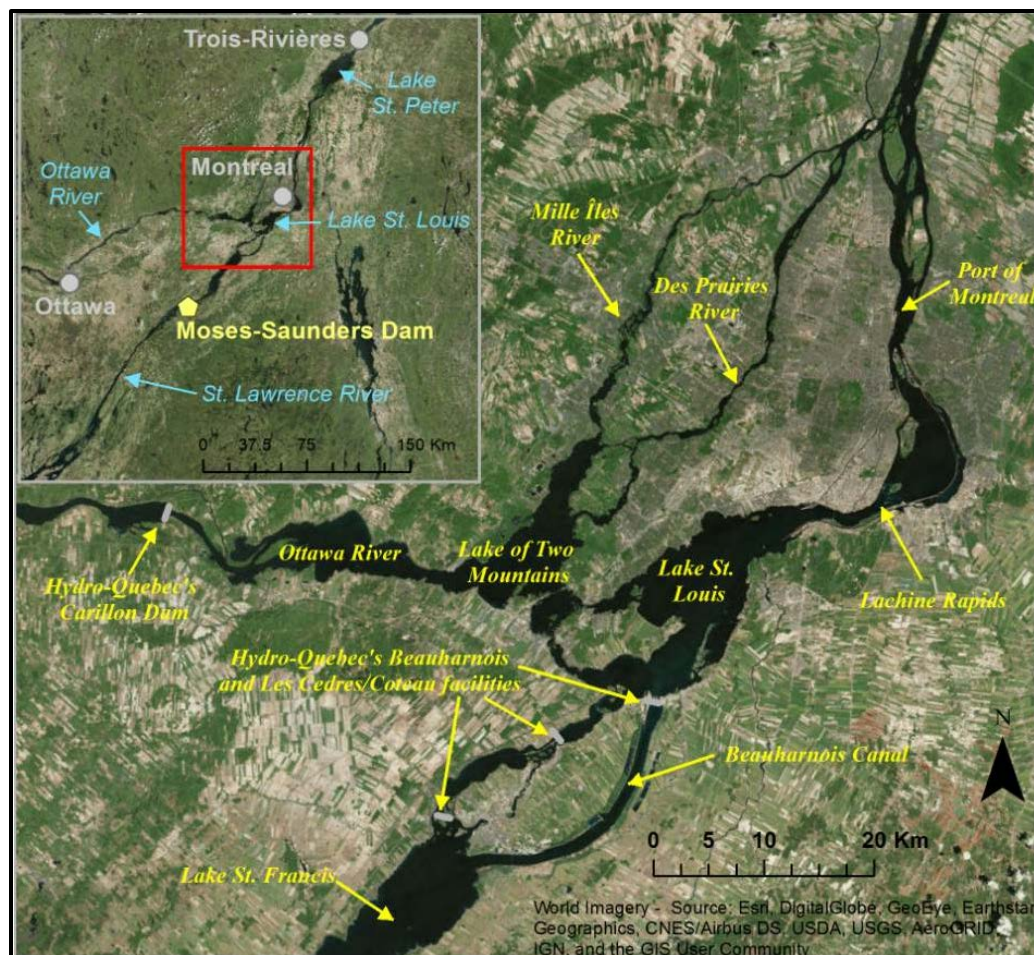 Trois-Rivières
Lake
St. Peter
Ottawa
River
Montreal
Lake St. Louis
Ottawa
Moses-Saunders Dam
St. Lawrence River
0 37.5 75 150 Km
Mille Îles
River
Des Prairies
River
Port of
Montreal
Ottawa River
Lake of Two
Mountains
Lake St.
Louis
Hydro-Quebec's
Carillon Dam
Lachine Rapids
Hydro-Quebec's Beauharnois
and Les Cedres/Coteau facilities
N
Beauharnois Canal
0 5 10 20 Km
Lake St. Francis
World Imagery - Source: Esri, DigitalGlobe, GeoEye, Earthstar
Geographics, CNES/Airbus DS, USDA, USGS, AeroGRID,
IGN, and the GIS User Community